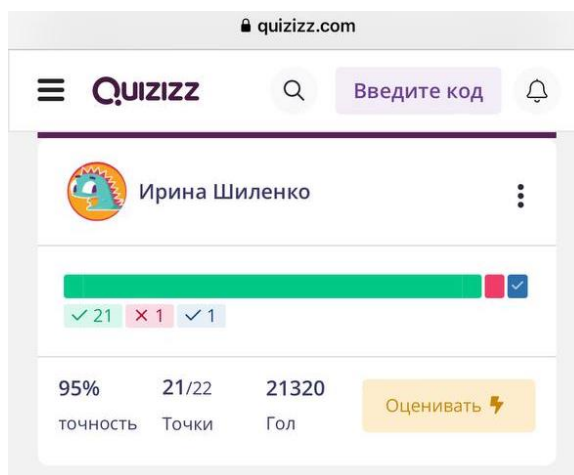 quizizz.com
QUIZIZZ Введите код
Ирина Шиленко
21 1 1
95% 21/22 21320 Оценивать
точность Точки Гол